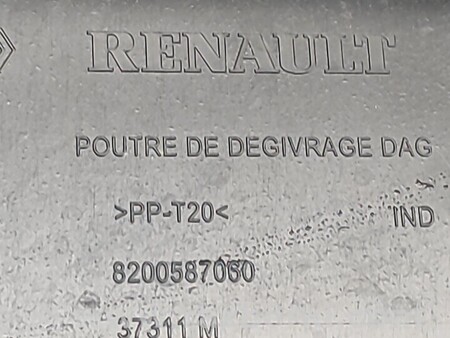 RENAULT
POUTRE DE DEGIVRAGE DAG
>PP-T20< IND
8200587060
37311 M